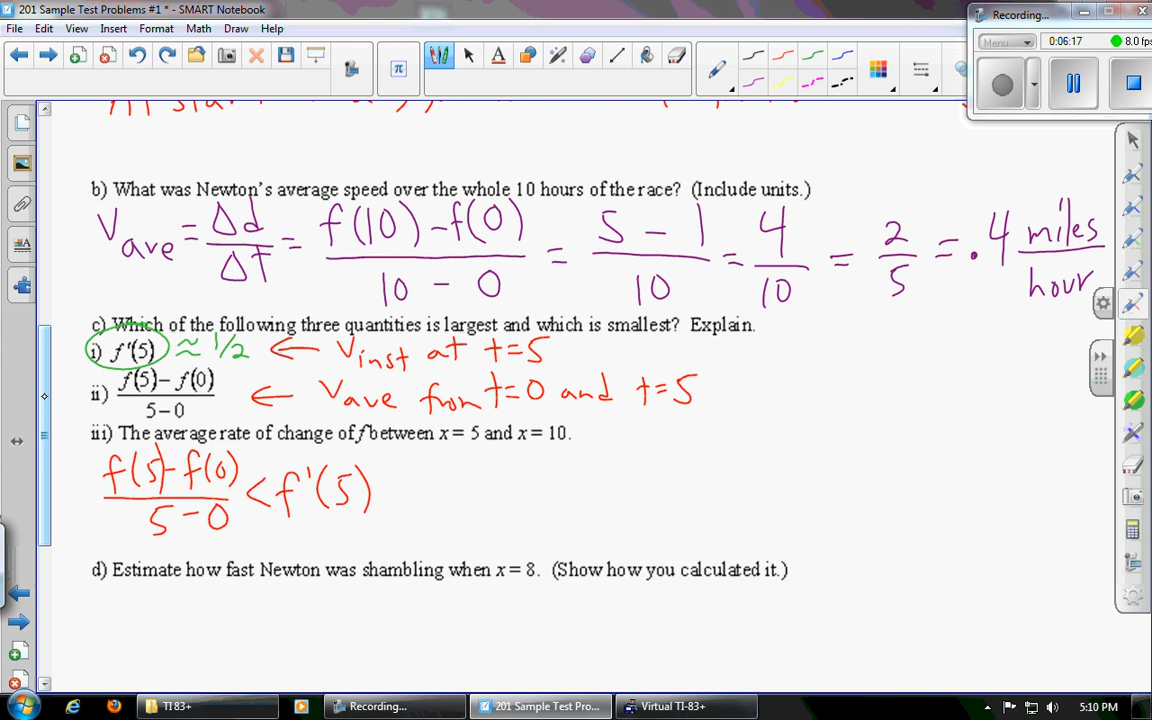 201 Sample Test Problems #1 * - SMART Notebook
File Edit View Insert Format Math Draw Help
Recording...
Menu 0:06:17 8.0 fps
b) What was Newton's average speed over the whole 10 hours of the race? (Include units.)
Vave = Δd/ΔT = f(10) - f(0)/10 - 0 = 5 - 1/10 = 4/10 = 2/5 = .4 miles/hour
c) Which of the following three quantities is largest and which is smallest? Explain.
i) f'(5) ≈ 1/2 ← Vinst at t=5
ii) f(5) - f(0)/5 - 0 ← Vave from t=0 and t=5
iii) The average rate of change of f between x = 5 and x = 10.
f(5) - f(0)/5 - 0 < f'(5)
d) Estimate how fast Newton was shambling when x = 8. (Show how you calculated it.)
TI 83+ Recording... 201 Sample Test Pro... Virtual TI-83+ 5:10 PM